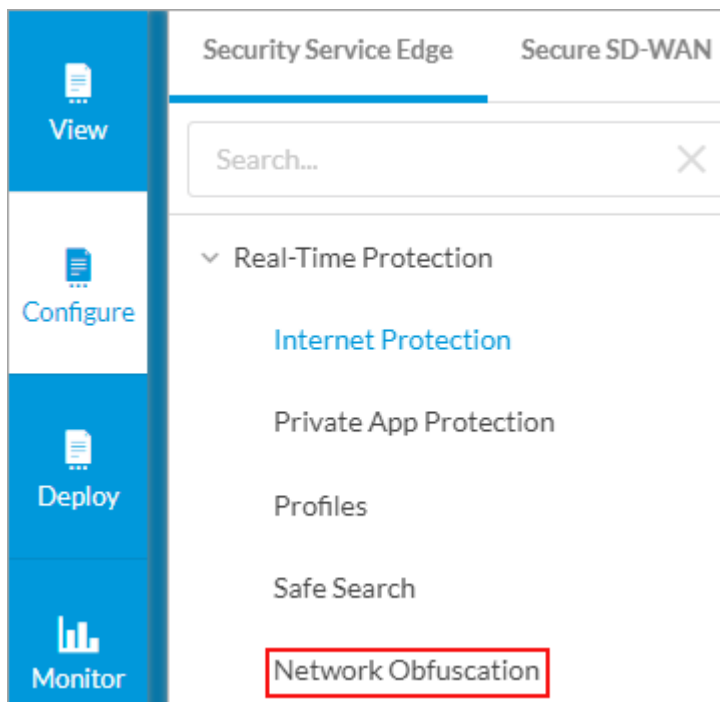 Security Service Edge
Secure SD-WAN
View
Search...
Real-Time Protection
Configure
Internet Protection
Private App Protection
Deploy
Profiles
Safe Search
Monitor
Network Obfuscation